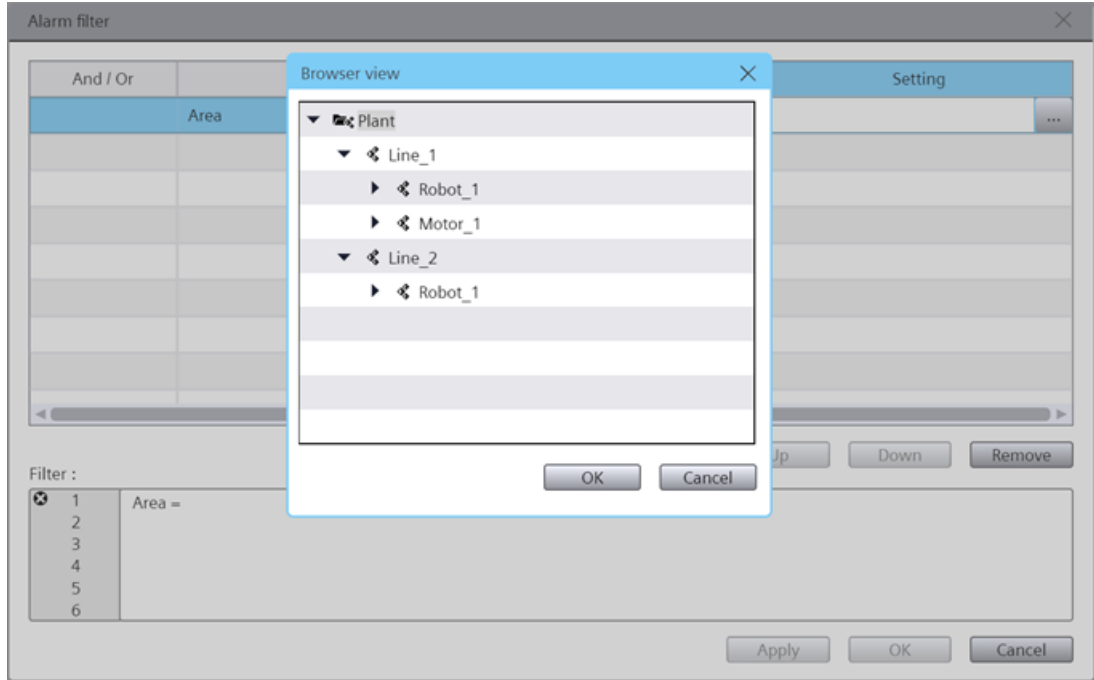 Alarm filter
And / Or
Setting
Area
...
Browser view
Plant
Line_1
Robot_1
Motor_1
Line_2
Robot_1
OK
Cancel
Down
Remove
Filter :
1
Area =
2
3
4
5
6
Apply
OK
Cancel